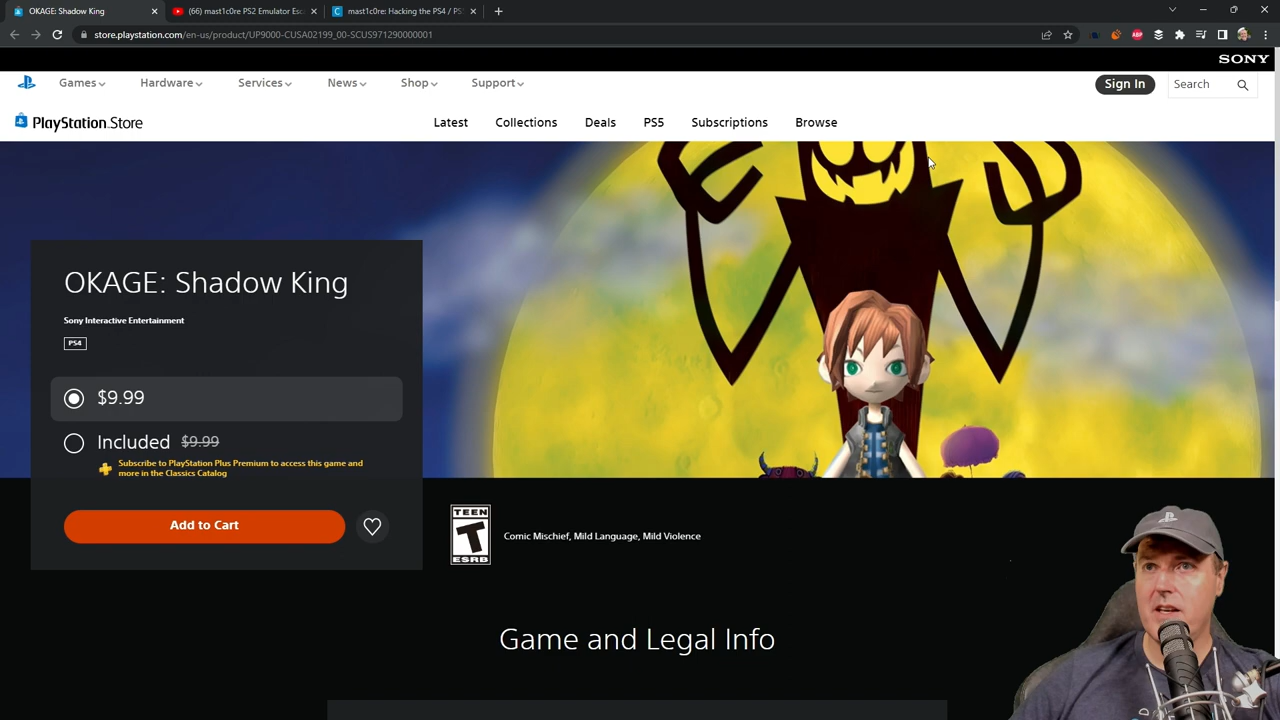 OKAGE: Shadow King
(66) mast1c0re PS2 Emulator Esc
mast1c0re: Hacking the PS4 / PS
store.playstation.com/en-us/product/UP9000-CUSA02199_00-SCUS971290000001
ABP
SONY
Games
Hardware
Services
News
Shop
Support
Sign In
Search
PlayStation Store
Latest
Collections
Deals
PS5
Subscriptions
Browse
OKAGE: Shadow King
Sony Interactive Entertainment
PS4
$9.99
Included $9.99
Subscribe to PlayStation Plus Premium to access this game and
more in the Classics Catalog
Add to Cart
TEEN
T
ESRB
Comic Mischief, Mild Language, Mild Violence
Game and Legal Info